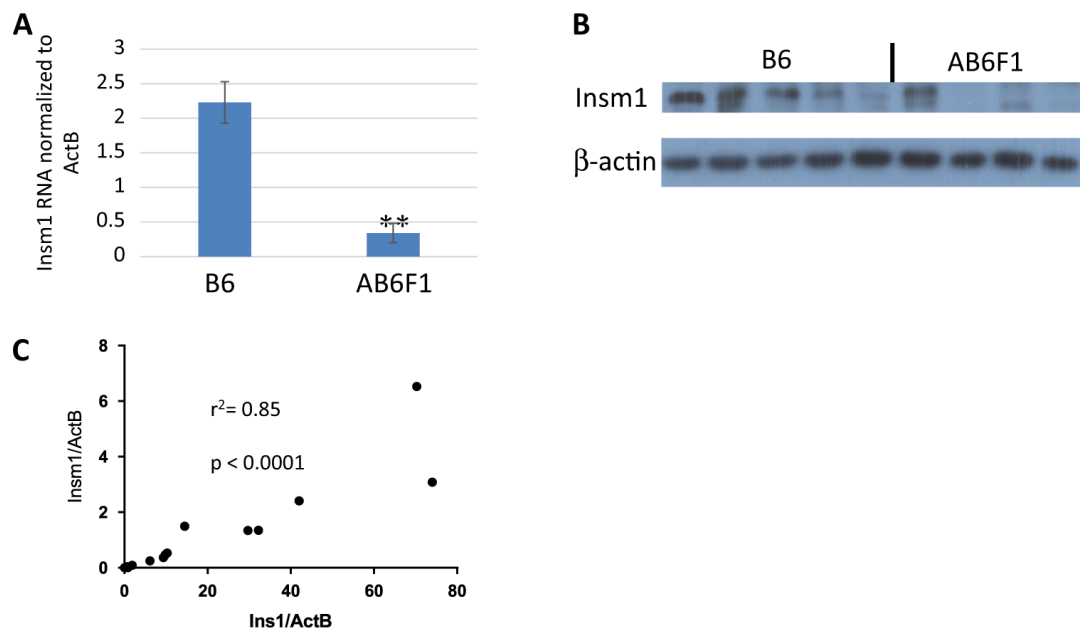 A
Insm1 RNA normalized to
ActB
3
2.5
2
1.5
1
0.5
0
**
B6
AB6F1
B
B6
AB6F1
Insm1
β-actin
C
Insm1/ActB
8
6
4
2
0
r²= 0.85
p < 0.0001
0 20 40 60 80
Ins1/ActB